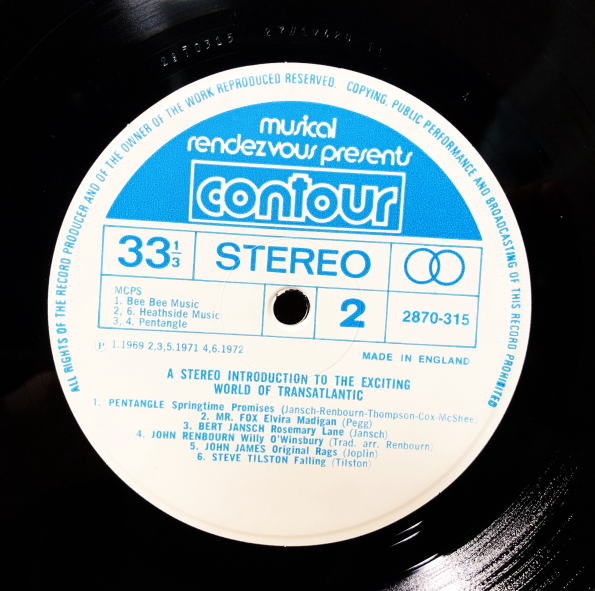 2870315 2//1742n 11
ALL RIGHTS OF THE RECORD PRODUCER AND OF THE OWNER OF THE WORK REPRODUCED RESERVED. COPYING, PUBLIC PERFORMANCE AND BROADCASTING OF THIS RECORD PROHIBITED
musical
rendezvous presents
contour
33⅓ STEREO
MCPS
1. Bee Bee Music
2, 6. Heathside Music
3, 4. Pentangle
2 2870-315
Ⓟ 1.1969 2,3,5.1971 4,6.1972
MADE IN ENGLAND
A STEREO INTRODUCTION TO THE EXCITING
WORLD OF TRANSATLANTIC
1. PENTANGLE Springtime Promises (Jansch-Renbourn-Thompson-Cox-McShee)
2. MR. FOX Elvira Madigan (Pegg)
3. BERT JANSCH Rosemary Lane (Jansch)
4. JOHN RENBOURN Willy O'Winsbury (Trad. arr. Renbourn)
5. JOHN JAMES Original Rags (Joplin)
6. STEVE TILSTON Falling (Tilston)